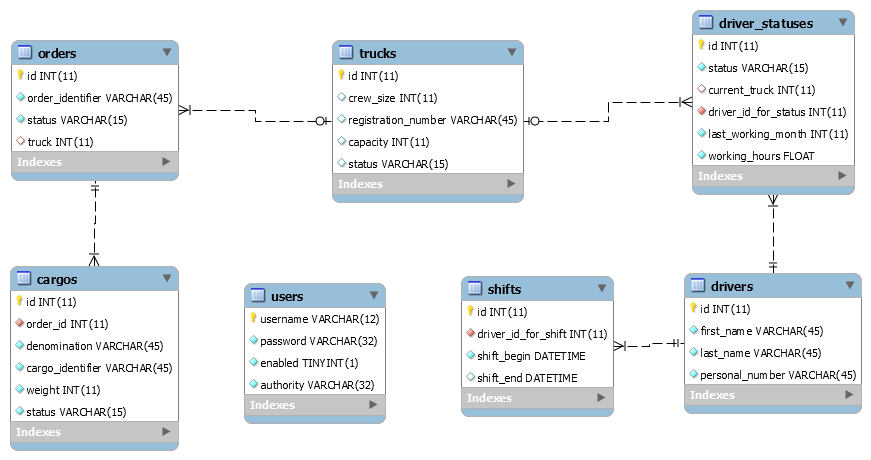 orders
id INT(11)
order_identifier VARCHAR(45)
status VARCHAR(15)
truck INT(11)
Indexes
trucks
id INT(11)
crew_size INT(11)
registration_number VARCHAR(45)
capacity INT(11)
status VARCHAR(15)
Indexes
driver_statuses
id INT(11)
status VARCHAR(15)
current_truck INT(11)
driver_id_for_status INT(11)
last_working_month INT(11)
working_hours FLOAT
Indexes
cargos
id INT(11)
order_id INT(11)
denomination VARCHAR(45)
cargo_identifier VARCHAR(45)
weight INT(11)
status VARCHAR(15)
Indexes
users
username VARCHAR(12)
password VARCHAR(32)
enabled TINYINT(1)
authority VARCHAR(32)
Indexes
shifts
id INT(11)
driver_id_for_shift INT(11)
shift_begin DATETIME
shift_end DATETIME
Indexes
drivers
id INT(11)
first_name VARCHAR(45)
last_name VARCHAR(45)
personal_number VARCHAR(45)
Indexes